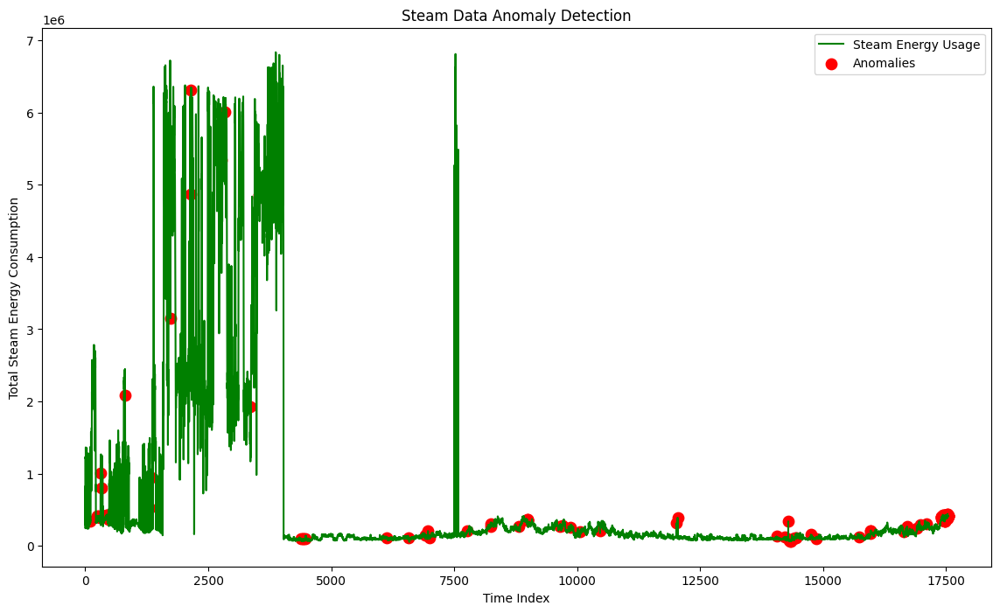 Steam Data Anomaly Detection
1e6
Steam Energy Usage
Anomalies
Total Steam Energy Consumption
7
6
5
4
3
2
1
0
0 2500 5000 7500 10000 12500 15000 17500
Time Index